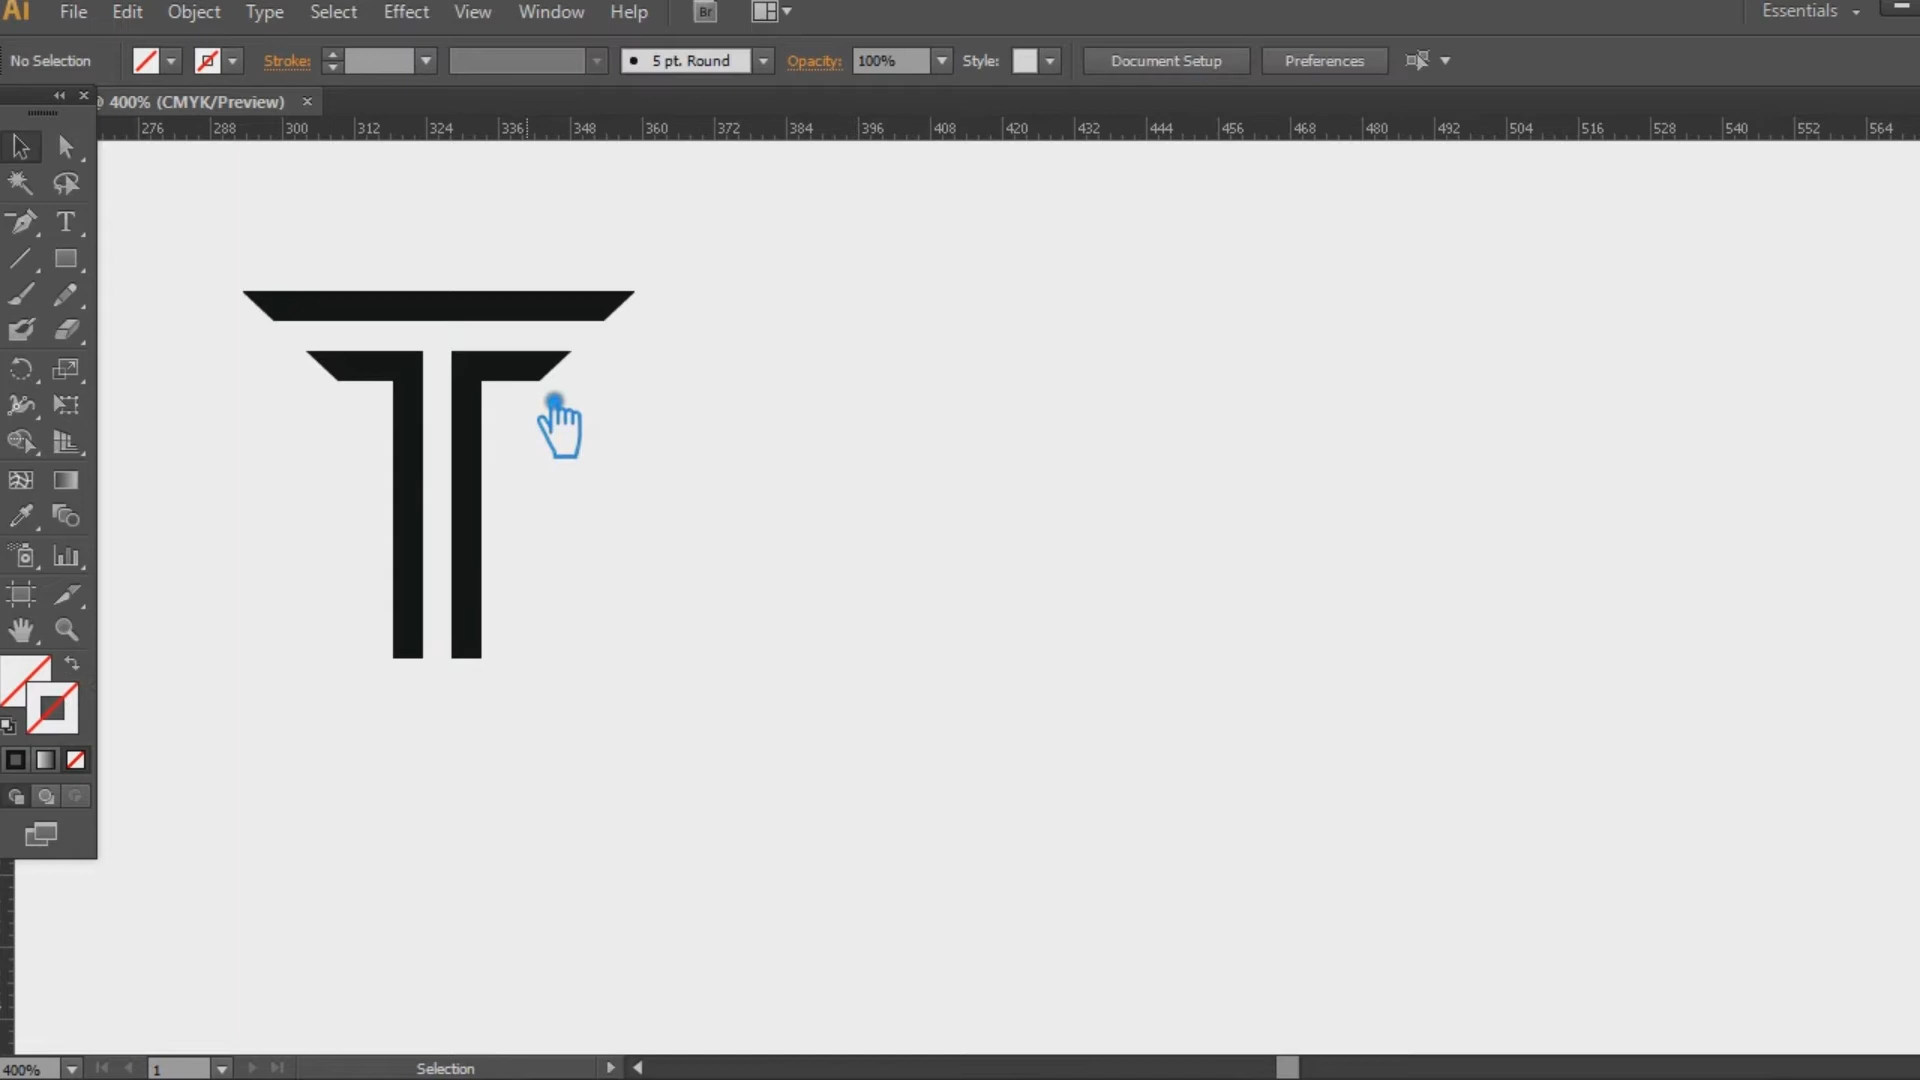 Ai File Edit Object Type Select Effect View Window Help Br Essentials
No Selection Stroke: 5 pt. Round Opacity: 100% Style: Document Setup Preferences
@ 400% (CMYK/Preview) ×
276 288 300 312 324 336 348 360 372 384 396 408 420 432 444 456 468 480 492 504 516 528 540 552 564
T
400% 1 Selection